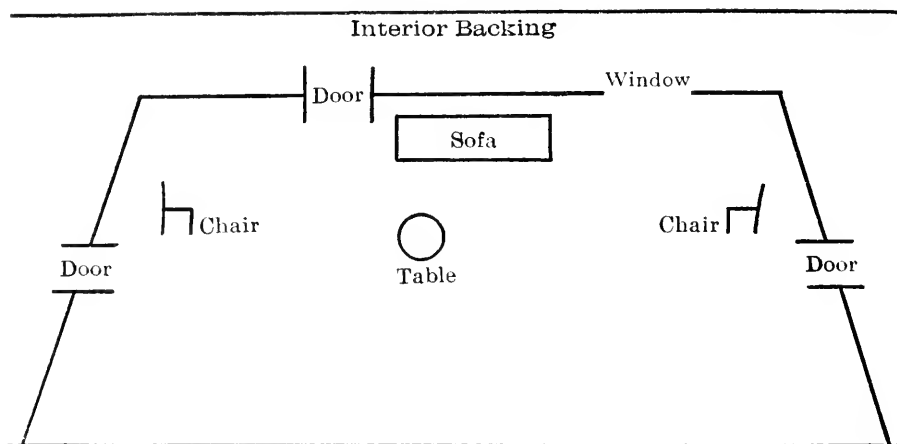 Interior Backing
Door
Window
Sofa
Chair
Chair
Door
Table
Door